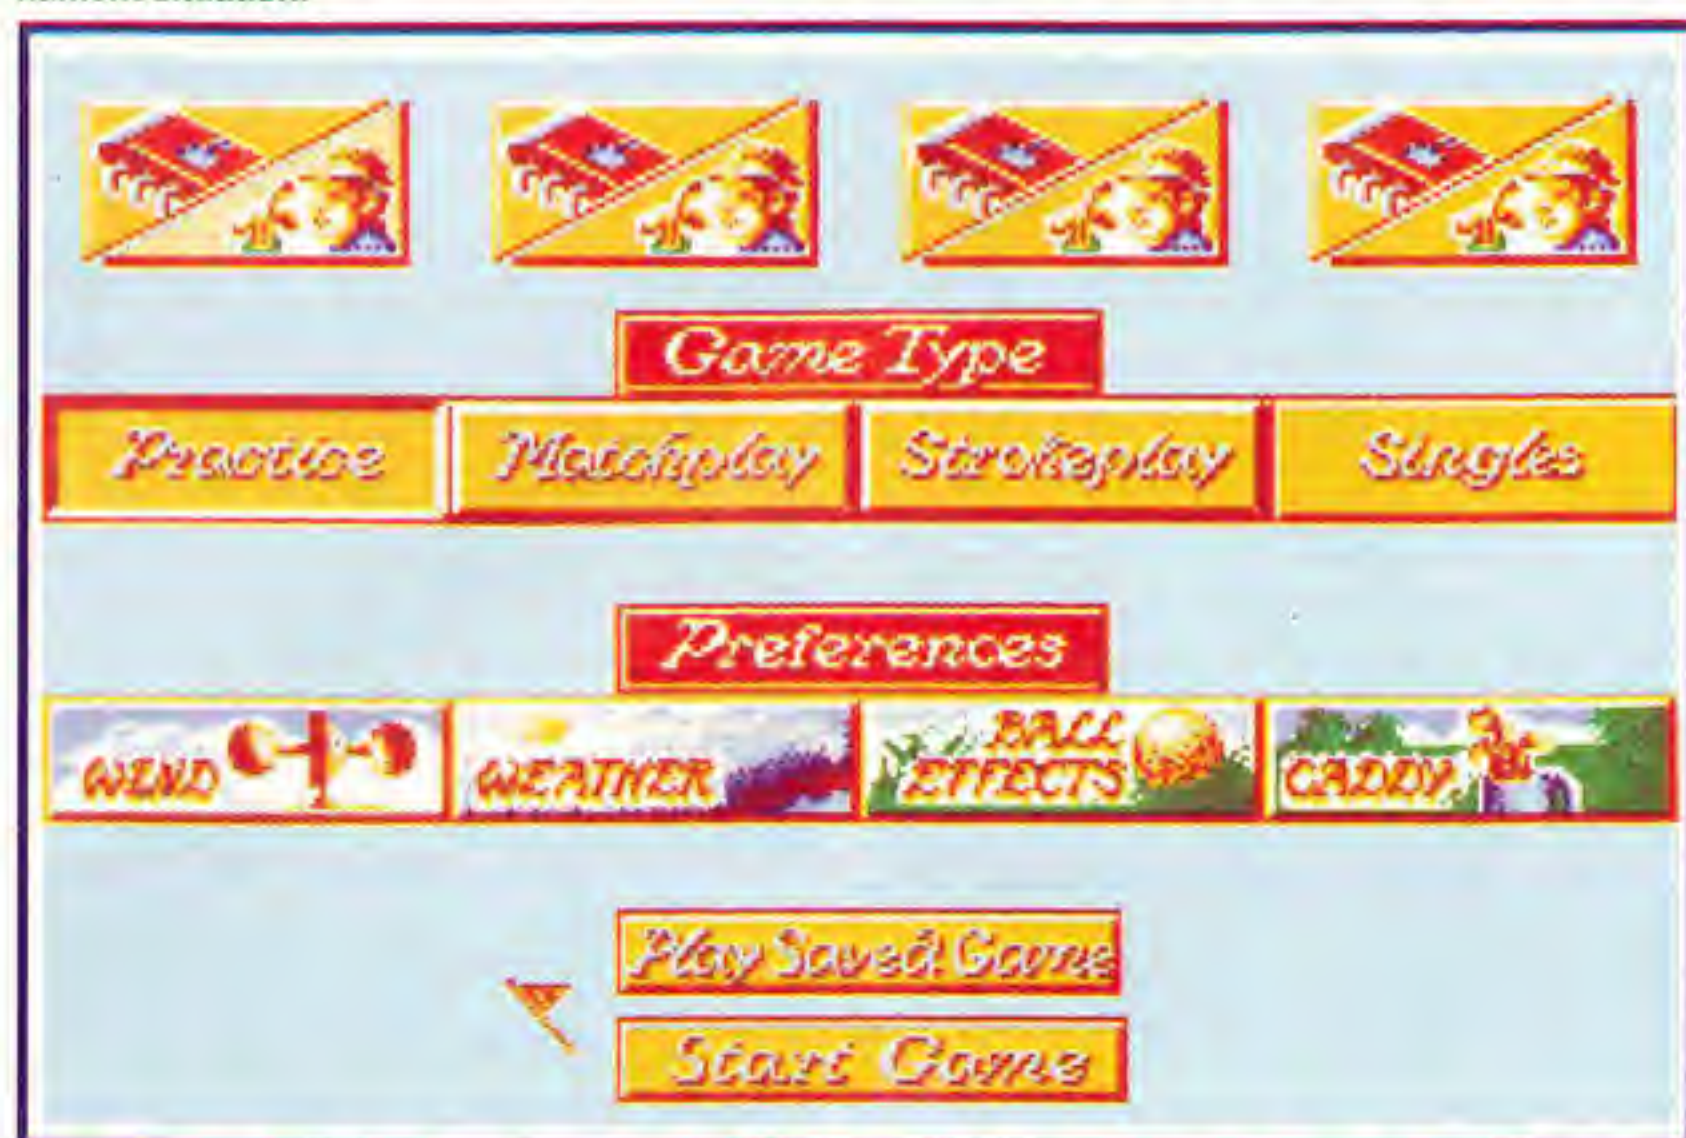 Game Type
Practice Matchplay Strokeplay Singles
Preferences
WIND WEATHER BALL EFFECTS CADDY
Play Saved Game
Start Game